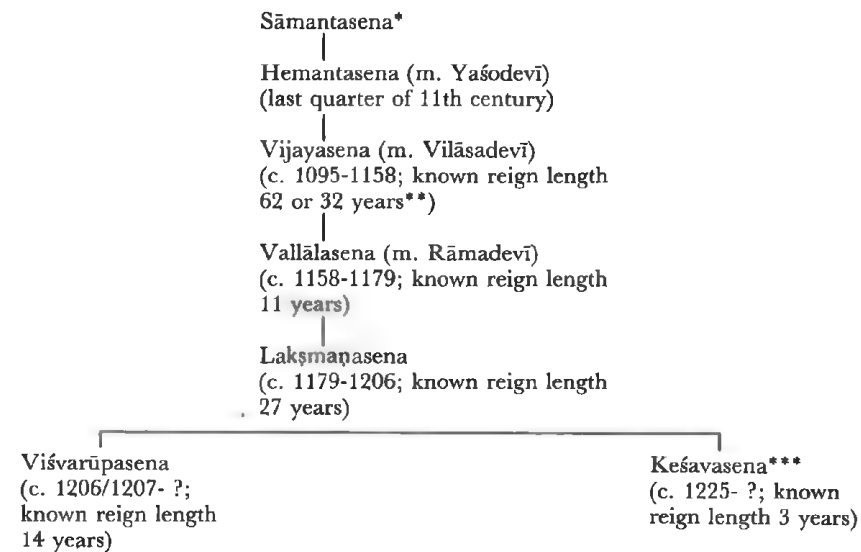 Sāmantasena*
Hemantasena (m. Yaśodevī)
(last quarter of 11th century)
Vijayasena (m. Vilāsadevī)
(c. 1095-1158; known reign length
62 or 32 years**)
Vallālasena (m. Rāmadevī)
(c. 1158-1179; known reign length
11 years)
Lakṣmaṇasena
(c. 1179-1206; known reign length
27 years)
Viśvarūpasena
(c. 1206/1207- ?;
known reign length
14 years)
Keśavasena***
(c. 1225- ?; known
reign length 3 years)